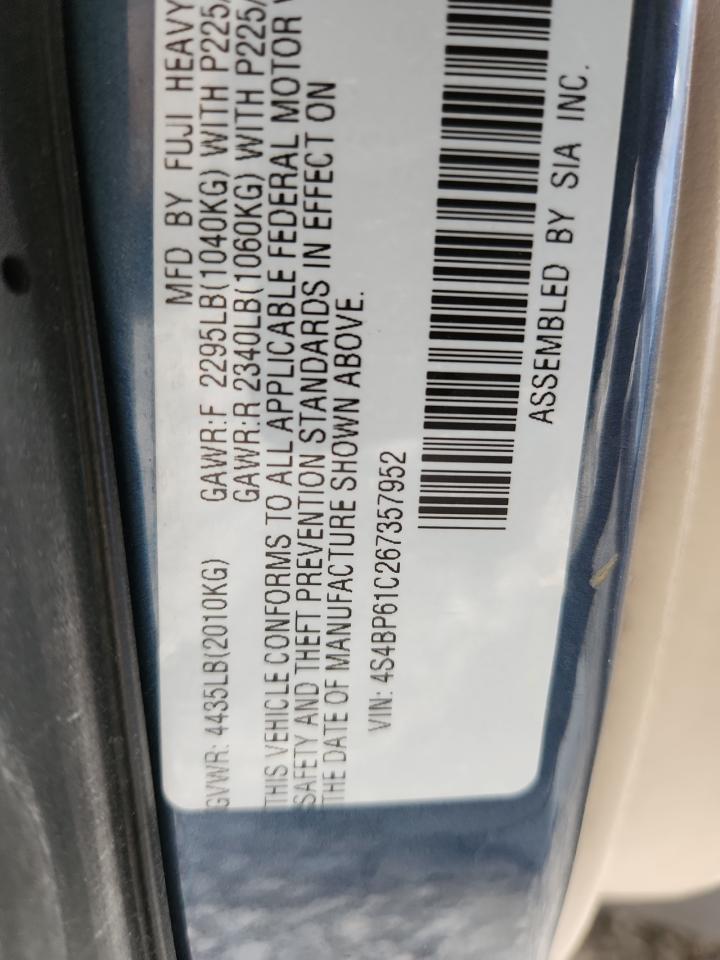 MFD BY FUJI HEAVY
GVWR: 4435LB(2010KG) GAWR:F 2295LB(1040KG) WITH P225/
GAWR:R 2340LB(1060KG) WITH P225/
THIS VEHICLE CONFORMS TO ALL APPLICABLE FEDERAL MOTOR
SAFETY AND THEFT PREVENTION STANDARDS IN EFFECT ON
THE DATE OF MANUFACTURE SHOWN ABOVE.
VIN: 4S4BP61C267357952
ASSEMBLED BY SIA INC.